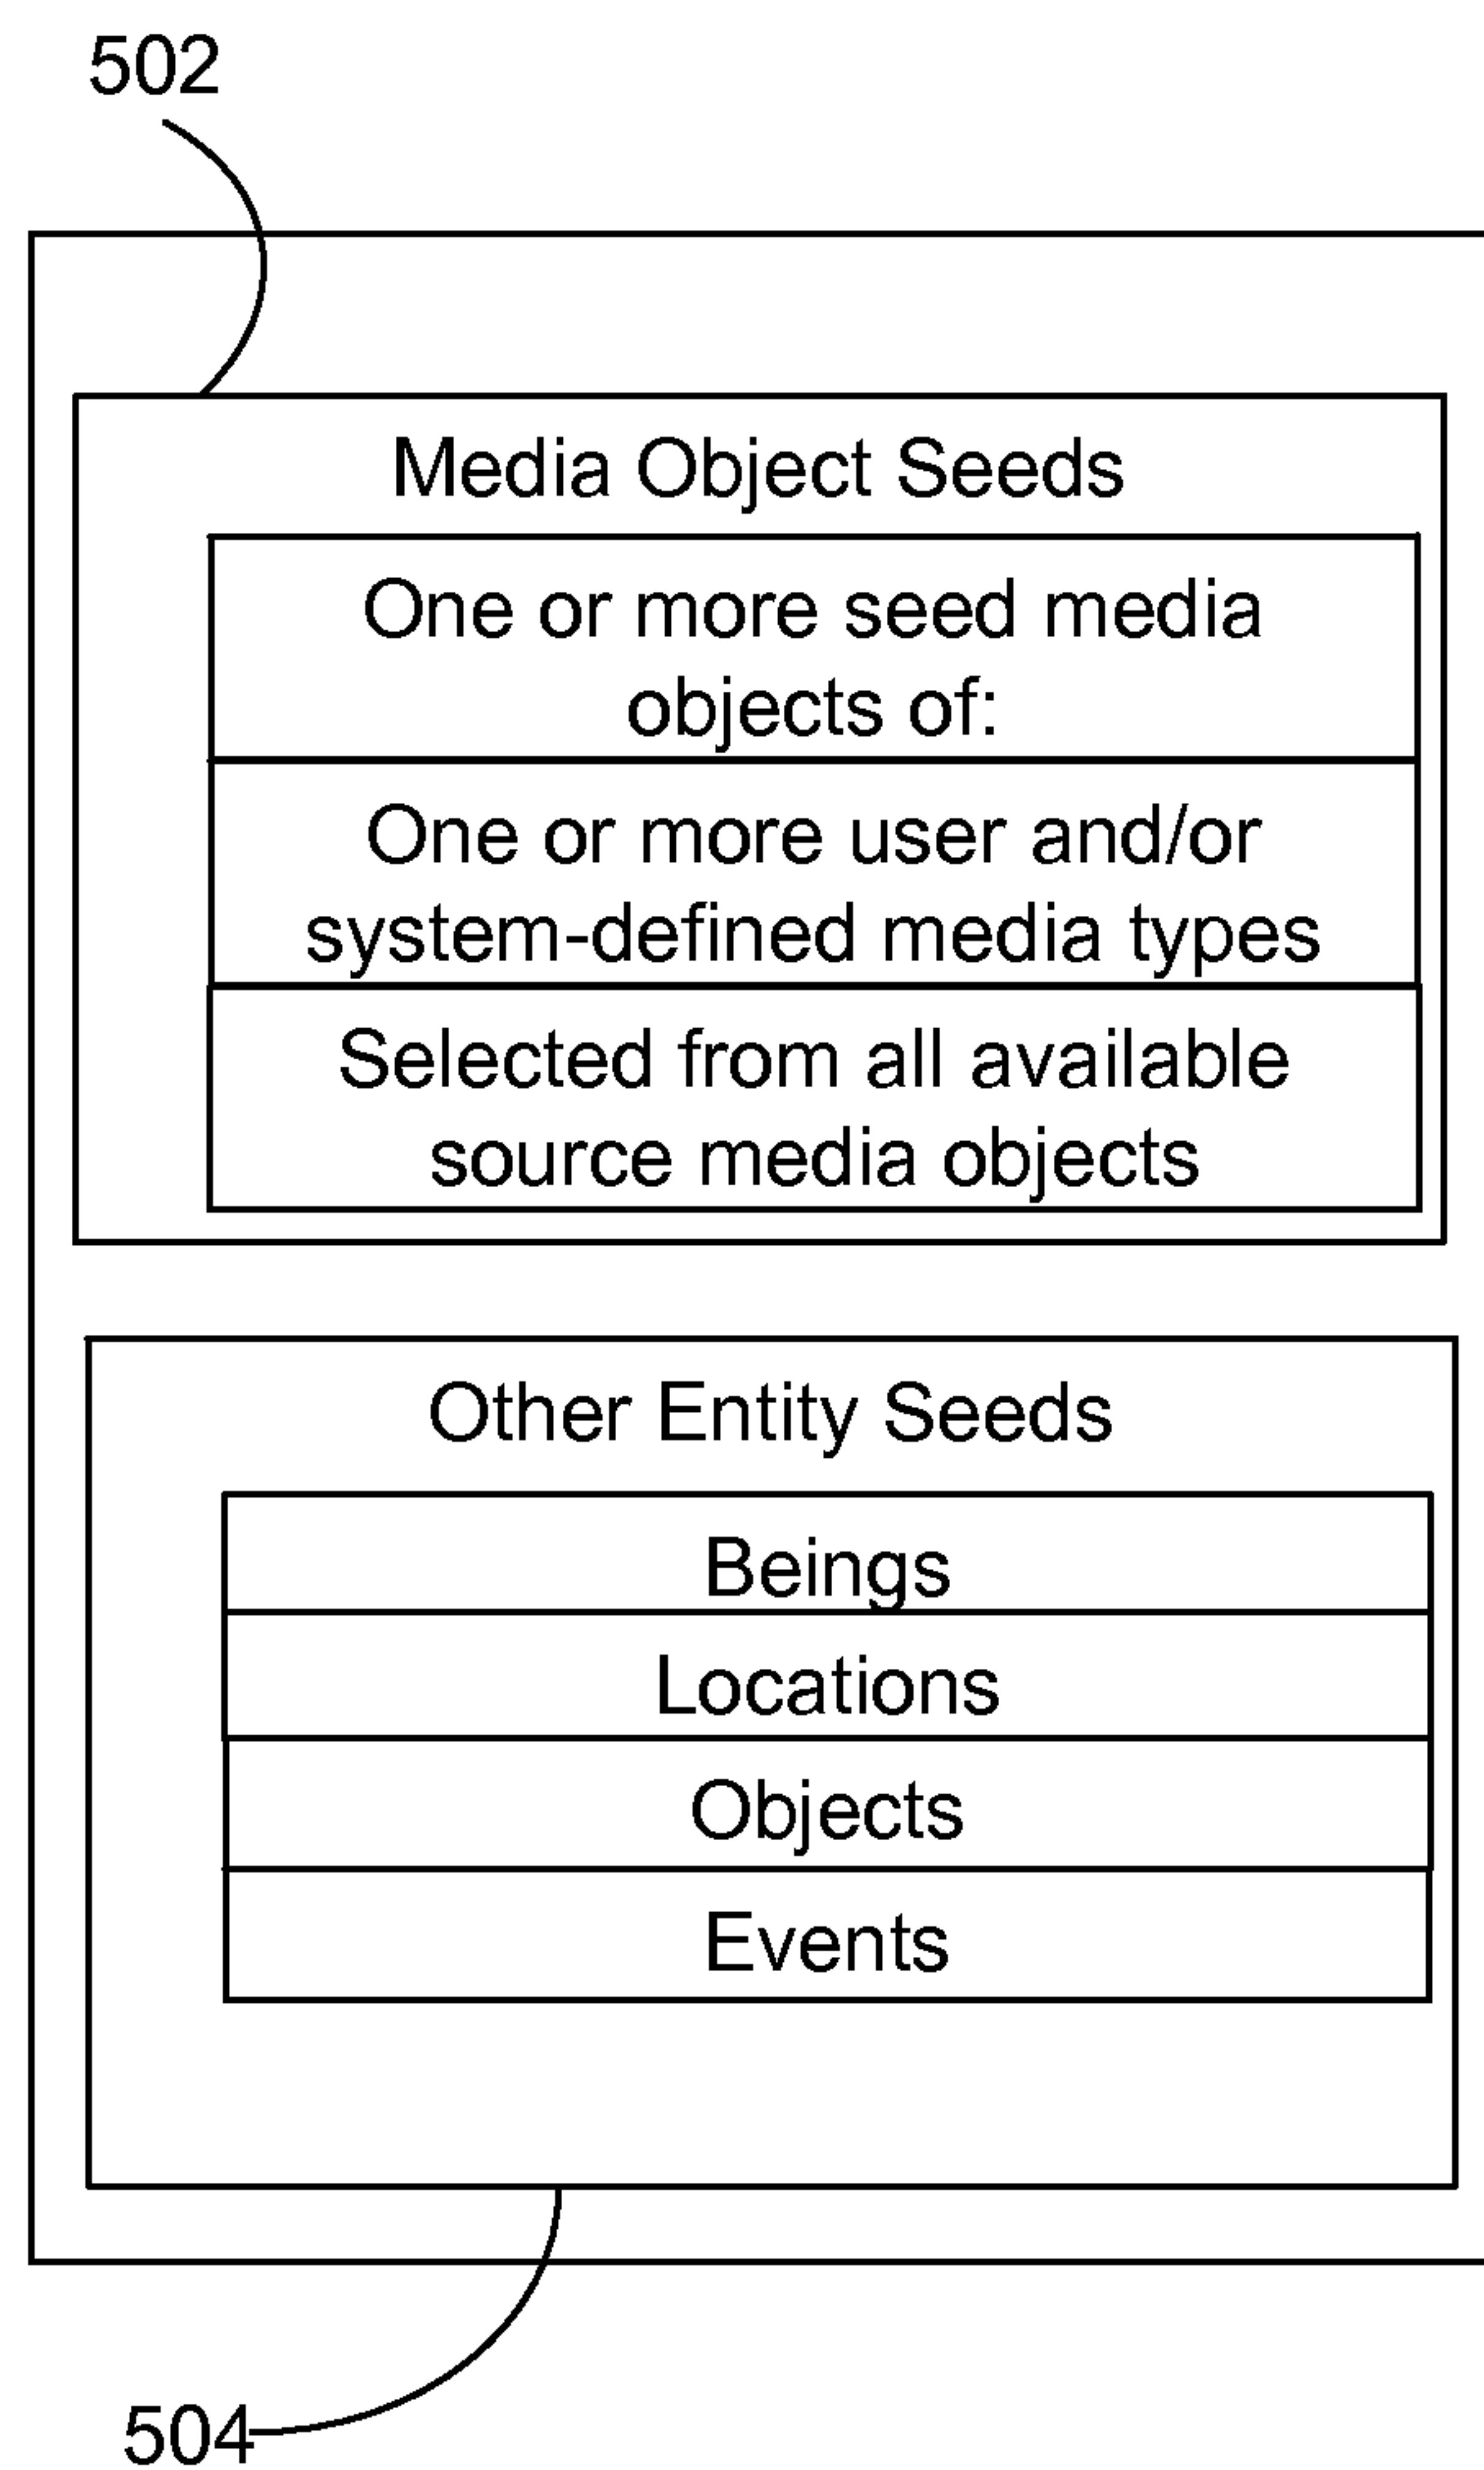 502
Media Object Seeds
One or more seed media
objects of:
One or more user and/or
system-defined media types
Selected from all available
source media objects
Other Entity Seeds
Beings
Locations
Objects
Events
504